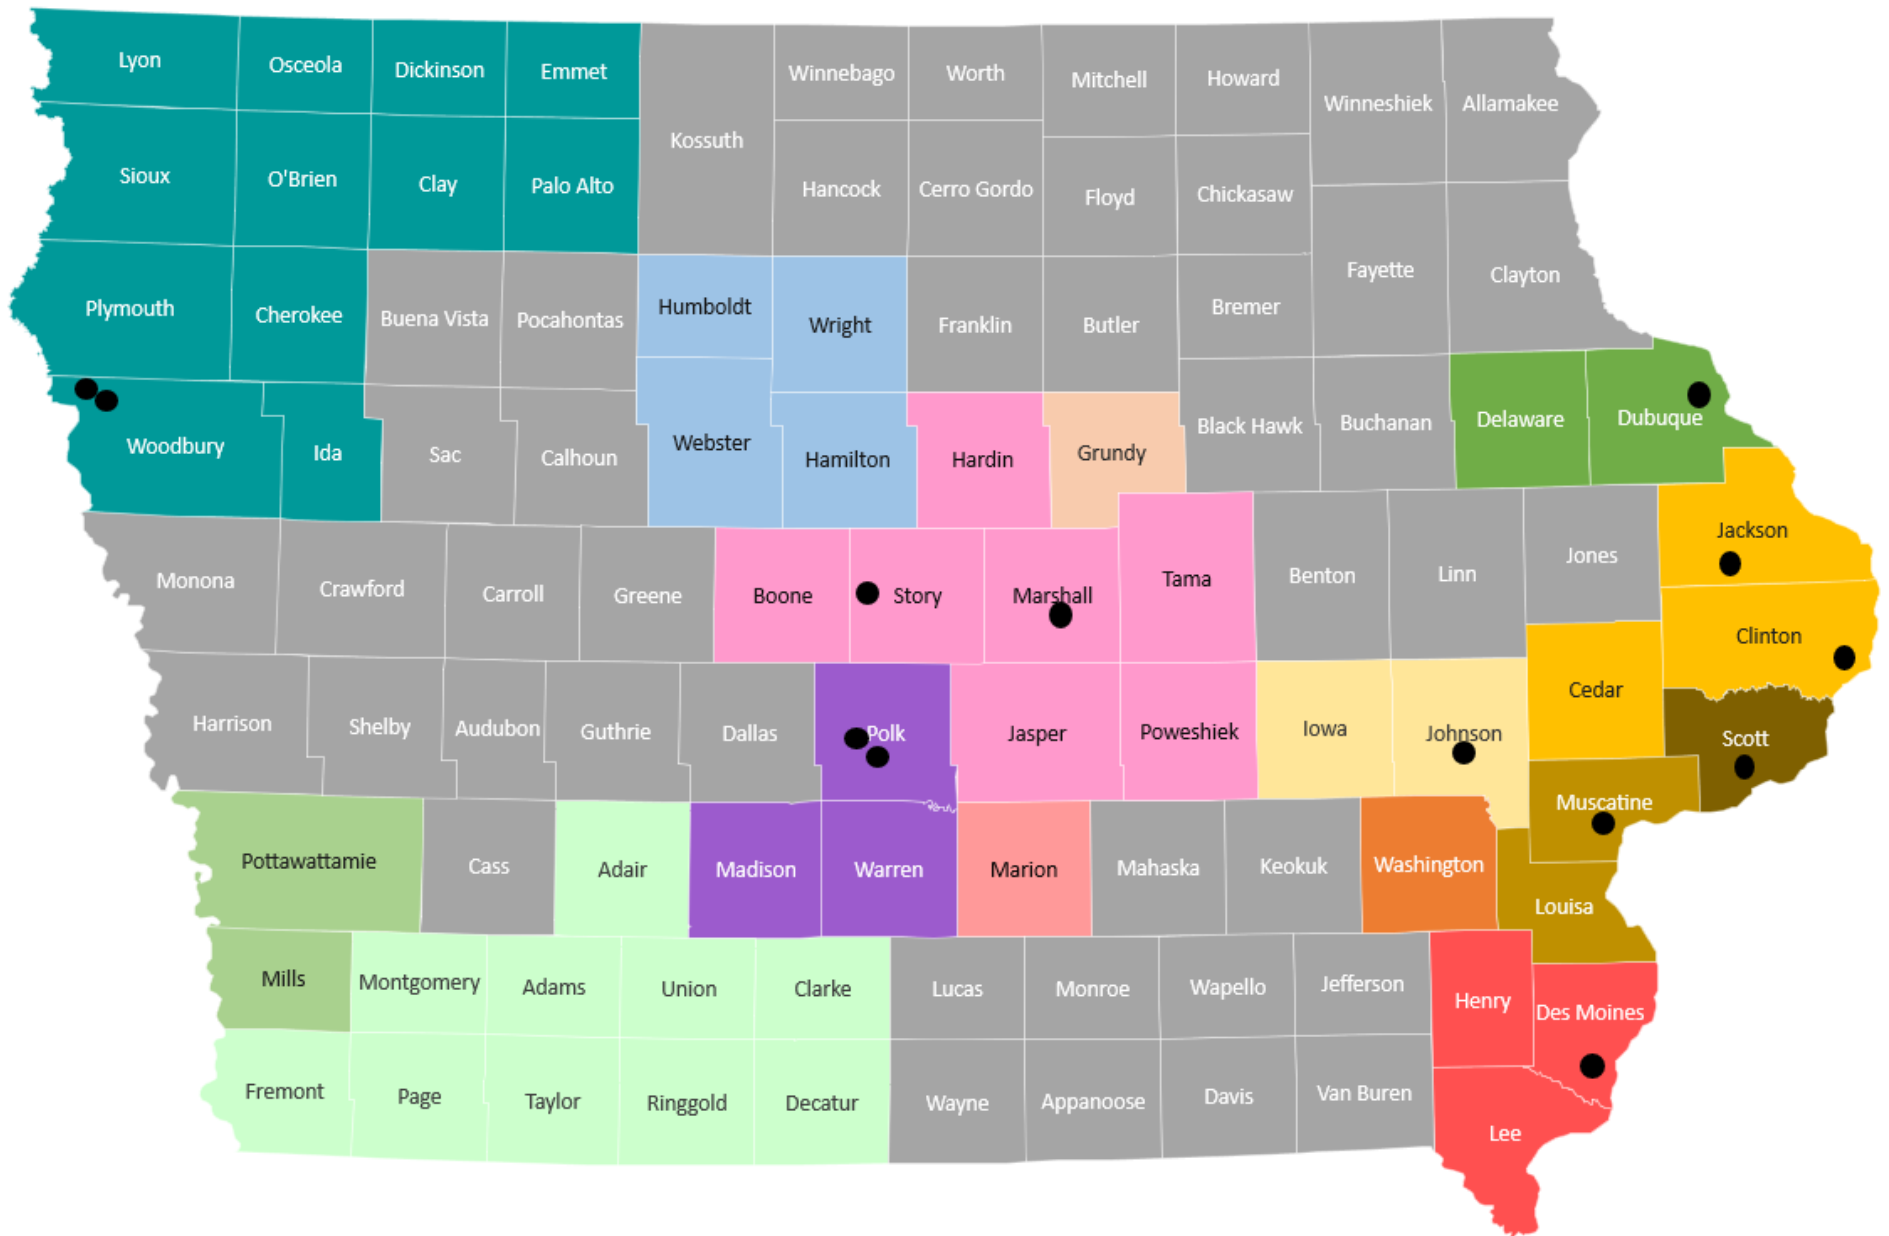 Lyon
Osceola
Dickinson
Emmet
Kossuth
Winnebago
Worth
Mitchell
Howard
Winneshiek
Allamakee
Sioux
O'Brien
Clay
Palo Alto
Hancock
Cerro Gordo
Floyd
Chickasaw
Fayette
Clayton
Plymouth
Cherokee
Buena Vista
Pocahontas
Humboldt
Wright
Franklin
Butler
Bremer
Woodbury
Ida
Sac
Calhoun
Webster
Hamilton
Hardin
Grundy
Black Hawk
Buchanan
Delaware
Dubuque
Monona
Crawford
Carroll
Greene
Boone
Story
Marshall
Tama
Benton
Linn
Jones
Jackson
Clinton
Harrison
Shelby
Audubon
Guthrie
Dallas
Polk
Jasper
Poweshiek
Iowa
Johnson
Cedar
Scott
Muscatine
Pottawattamie
Cass
Adair
Madison
Warren
Marion
Mahaska
Keokuk
Washington
Louisa
Mills
Montgomery
Adams
Union
Clarke
Lucas
Monroe
Wapello
Jefferson
Henry
Des Moines
Fremont
Page
Taylor
Ringgold
Decatur
Wayne
Appanoose
Davis
Van Buren
Lee